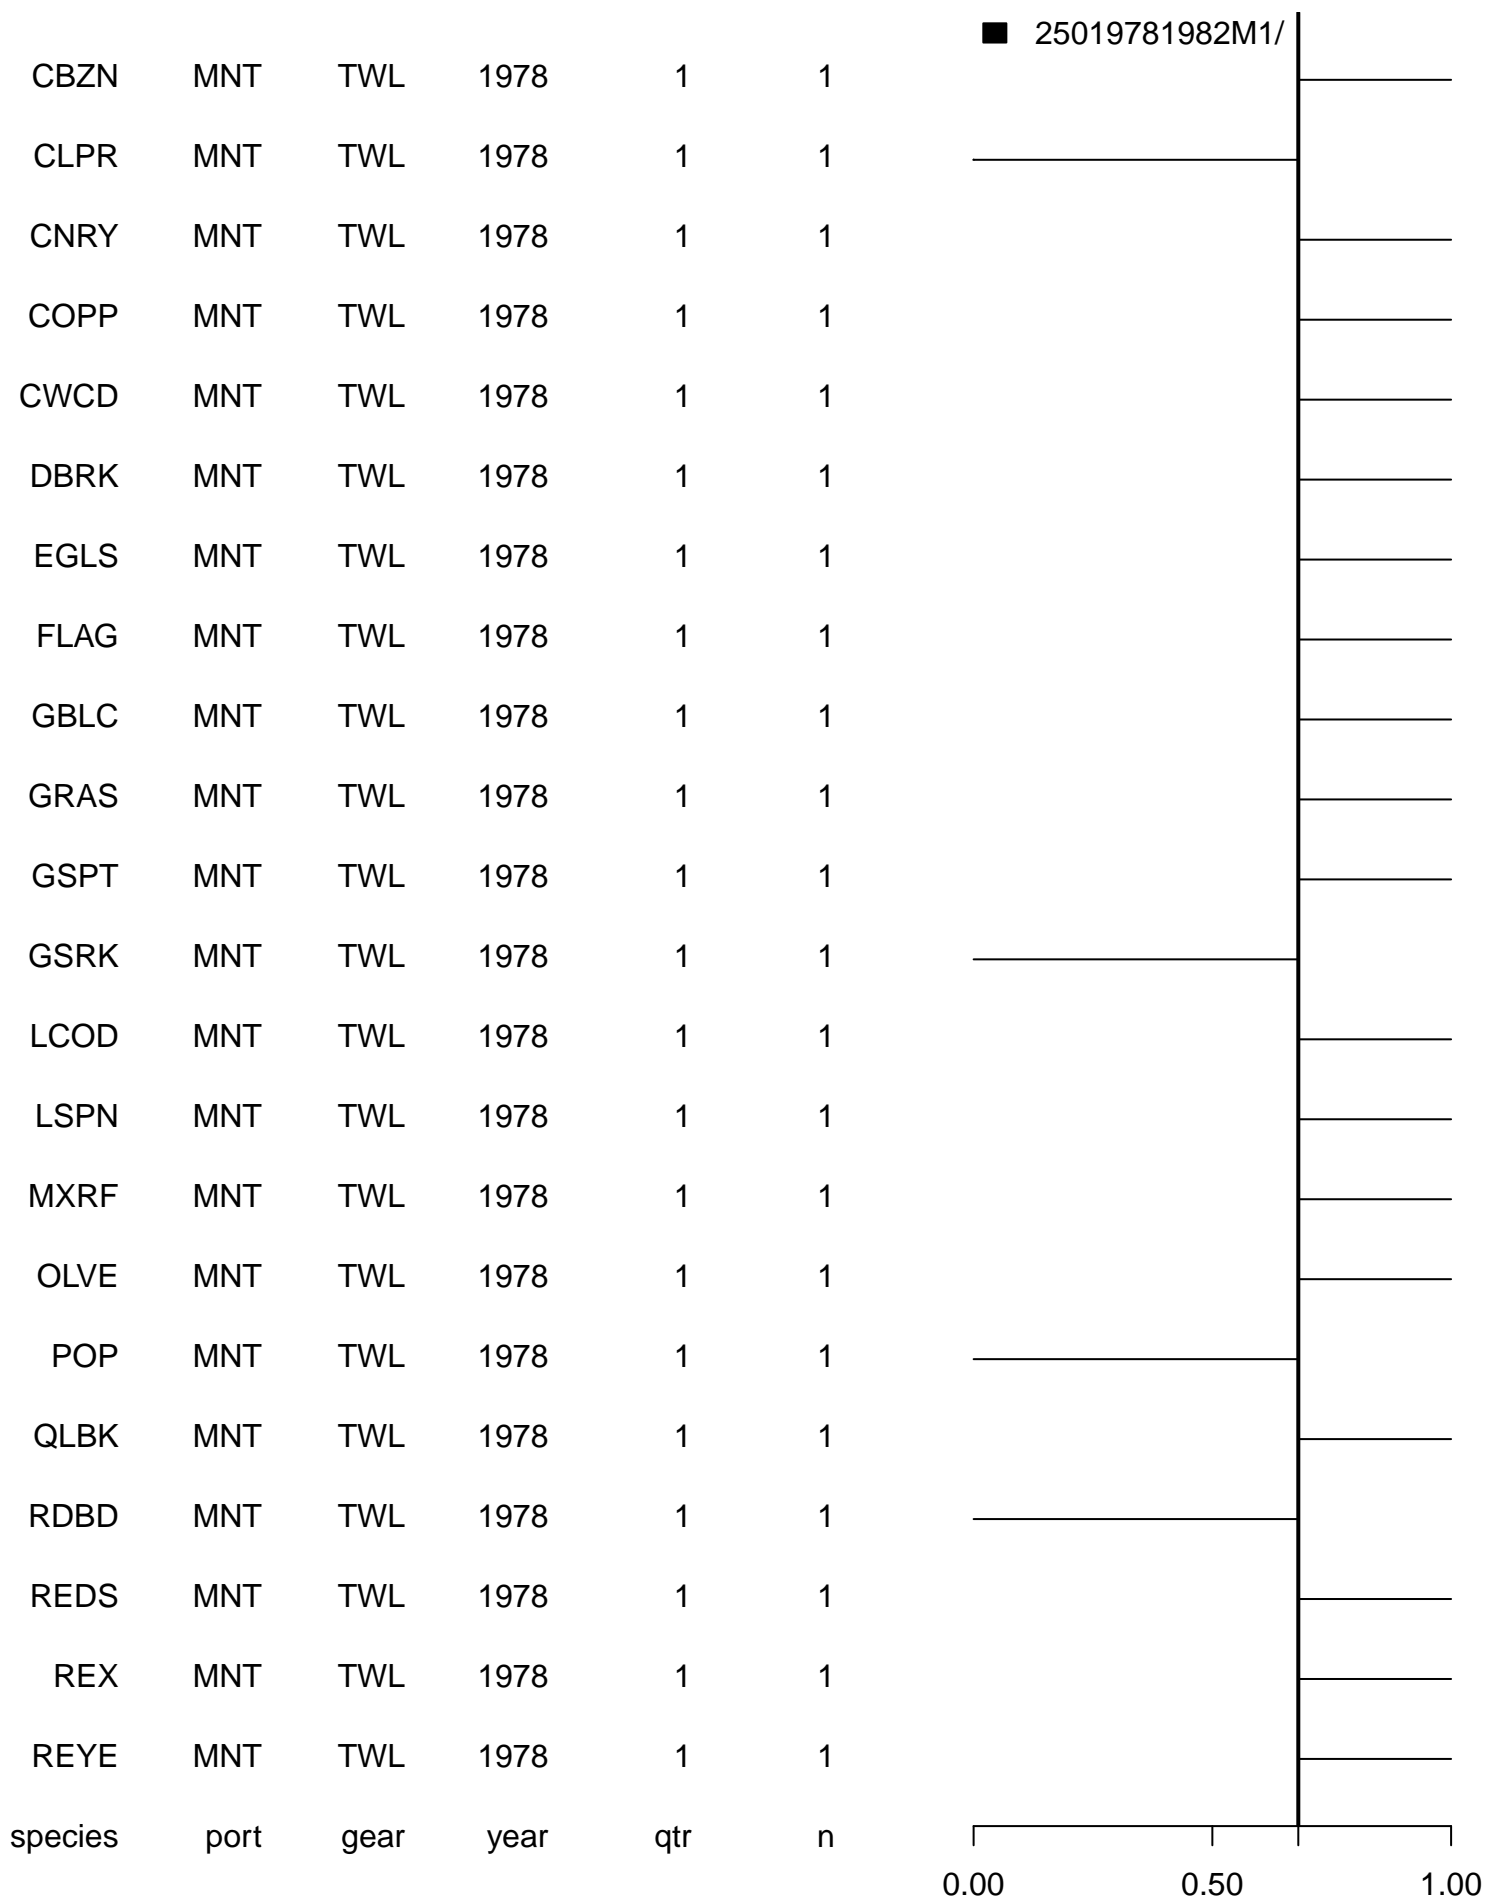 25019781982M1/
CBZN MNT TWL 1978 1 1
CLPR MNT TWL 1978 1 1
CNRY MNT TWL 1978 1 1
COPP MNT TWL 1978 1 1
CWCD MNT TWL 1978 1 1
DBRK MNT TWL 1978 1 1
EGLS MNT TWL 1978 1 1
FLAG MNT TWL 1978 1 1
GBLC MNT TWL 1978 1 1
GRAS MNT TWL 1978 1 1
GSPT MNT TWL 1978 1 1
GSRK MNT TWL 1978 1 1
LCOD MNT TWL 1978 1 1
LSPN MNT TWL 1978 1 1
MXRF MNT TWL 1978 1 1
OLVE MNT TWL 1978 1 1
POP MNT TWL 1978 1 1
QLBK MNT TWL 1978 1 1
RDBD MNT TWL 1978 1 1
REDS MNT TWL 1978 1 1
REX MNT TWL 1978 1 1
REYE MNT TWL 1978 1 1
species port gear year qtr n
0.00 0.50 1.00